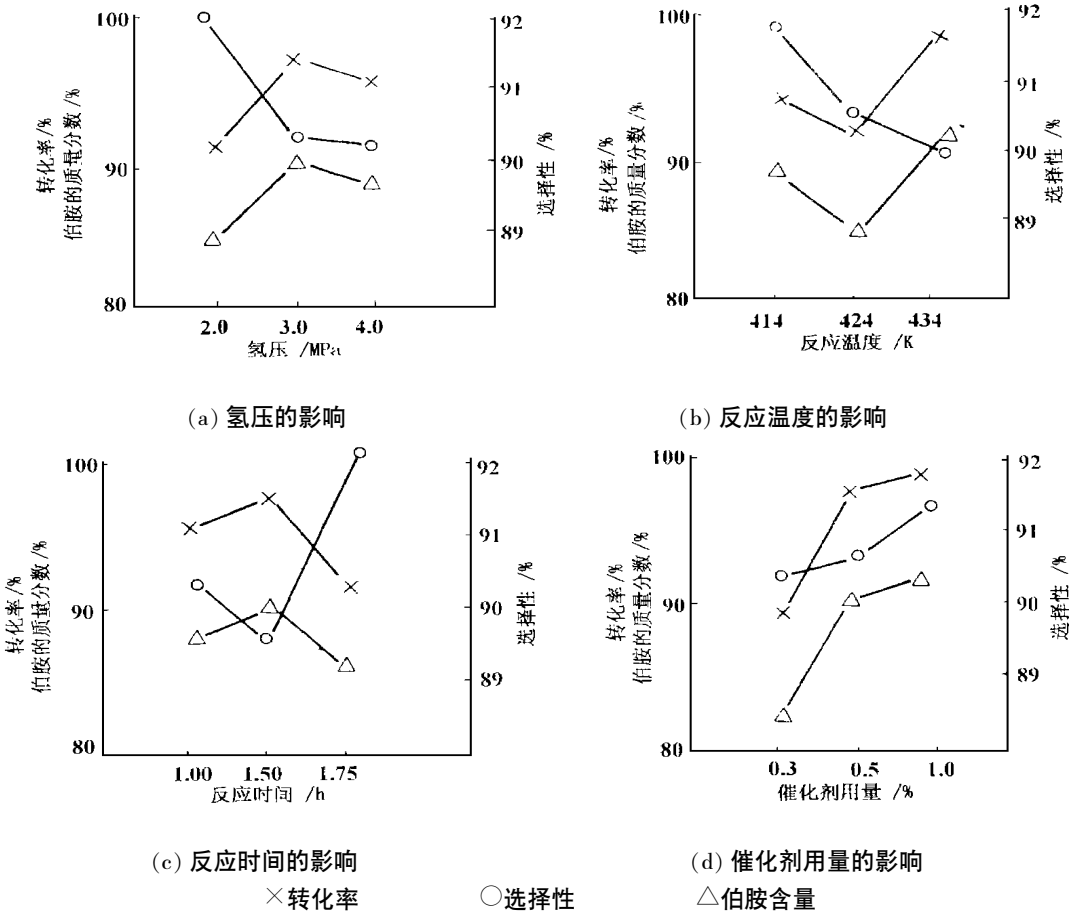 100
90
80
转化率/%
伯胺的质量分数/%
92
91
90
89
选择性/%
2.0 3.0 4.0
氢压/MPa
(a) 氢压的影响
100
90
80
转化率/%
伯胺的质量分数/%
92
91
90
89
选择性/%
414 424 434
反应温度/K
(b) 反应温度的影响
100
90
80
转化率/%
伯胺的质量分数/%
92
91
90
89
选择性/%
1.00 1.50 1.75
反应时间/h
(c) 反应时间的影响
100
90
80
转化率/%
伯胺的质量分数/%
92
91
90
89
选择性/%
0.3 0.5 1.0
催化剂用量/%
(d) 催化剂用量的影响
×转化率 ○选择性 △伯胺含量